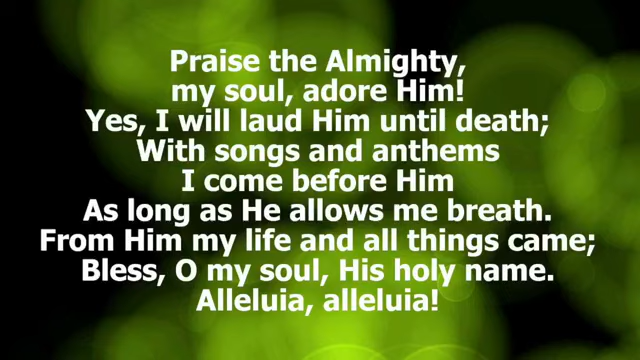 Praise the Almighty,
my soul, adore Him!
Yes, I will laud Him until death;
With songs and anthems
I come before Him
As long as He allows me breath.
From Him my life and all things came;
Bless, O my soul, His holy name.
Alleluia, alleluia!